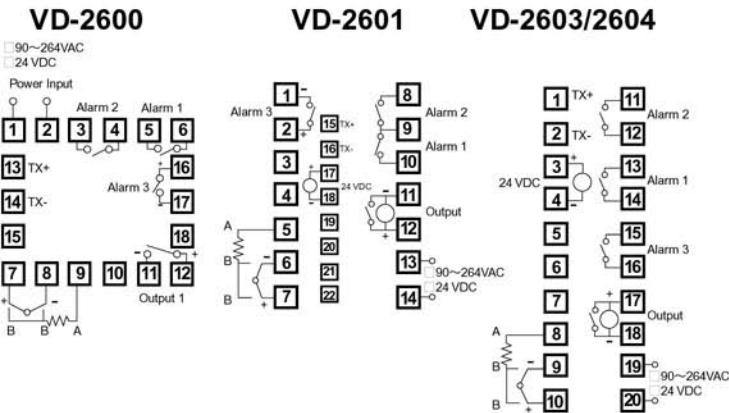 VD-2600
□ 90～264VAC
□ 24 VDC
Power Input
Alarm 2 Alarm 1
1 2 3 4 5 6
13 TX+ 16
Alarm 3
+
-
14 TX- 17
15 18
- +
7 8 9 10 11 12
+ - Output 1
B B A
VD-2601
1 - 8
Alarm 3 Alarm 2
2 + 15 TX+ 9
16 TX- Alarm 1
3 10
17 +
24 VDC
4 18 - 11 -
19 Output
A 5 12 +
20
B 6 - 13
21 □ 90～264VAC
□ 24 VDC
B 7 + 22 14
VD-2603/2604
1 TX+ 11
Alarm 2
2 TX- 12
3 + 13
24 VDC Alarm 1
4 - 14
5 15
Alarm 3
6 16
7 + 17
Output
A 8 - 18
B 9 - 19
□ 90～264VAC
□ 24 VDC
B 10 + 20